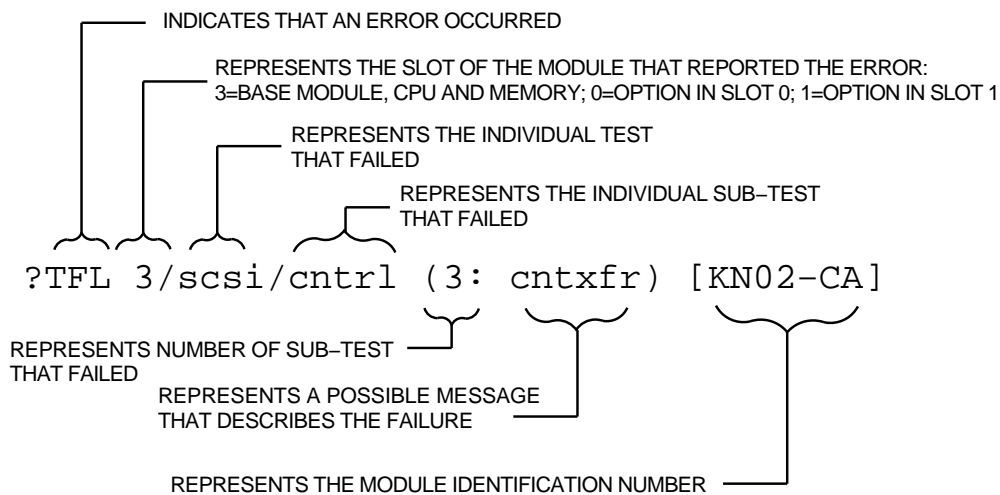 INDICATES THAT AN ERROR OCCURRED
REPRESENTS THE SLOT OF THE MODULE THAT REPORTED THE ERROR:
3=BASE MODULE, CPU AND MEMORY; 0=OPTION IN SLOT 0; 1=OPTION IN SLOT 1
REPRESENTS THE INDIVIDUAL TEST
THAT FAILED
REPRESENTS THE INDIVIDUAL SUB−TEST
THAT FAILED
?TFL 3/scsi/cntrl (3: cntxfr) [KN02−CA]
REPRESENTS NUMBER OF SUB−TEST
THAT FAILED
REPRESENTS A POSSIBLE MESSAGE
THAT DESCRIBES THE FAILURE
REPRESENTS THE MODULE IDENTIFICATION NUMBER